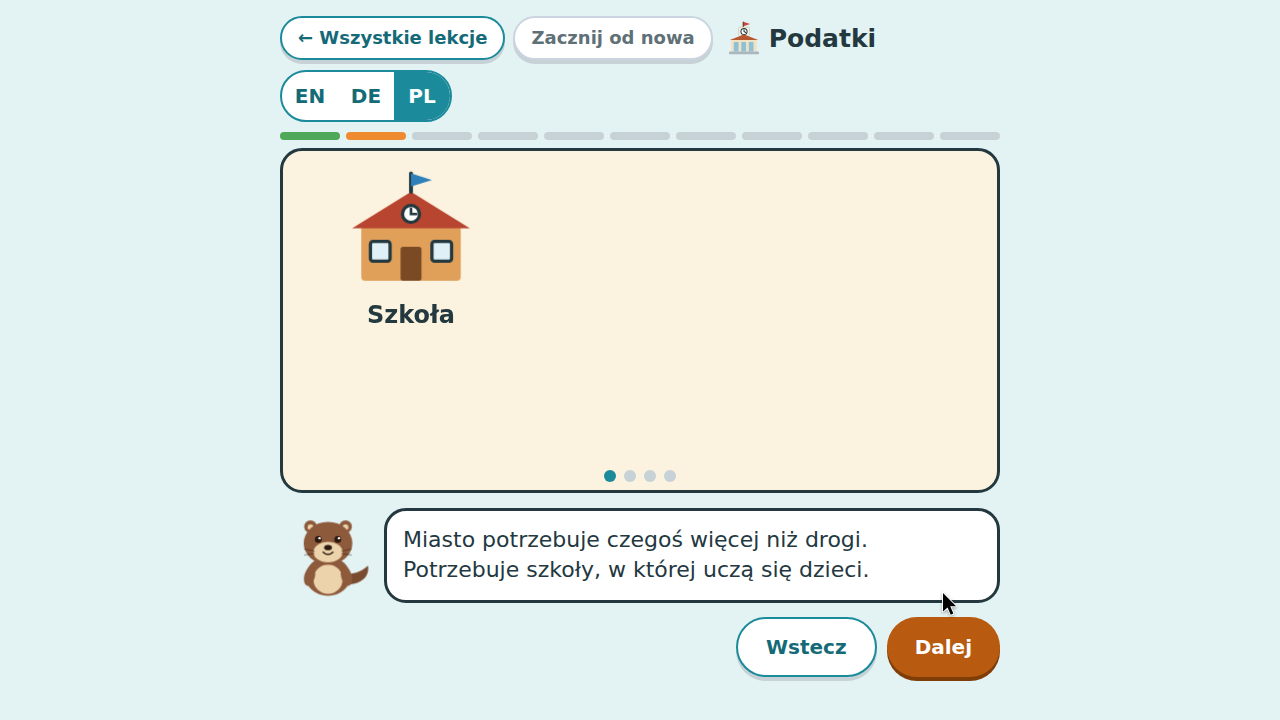 ← Wszystkie lekcje
Zacznij od nowa
Podatki
EN DE PL
Szkoła
Miasto potrzebuje czegoś więcej niż drogi.
Potrzebuje szkoły, w której uczą się dzieci.
Wstecz
Dalej